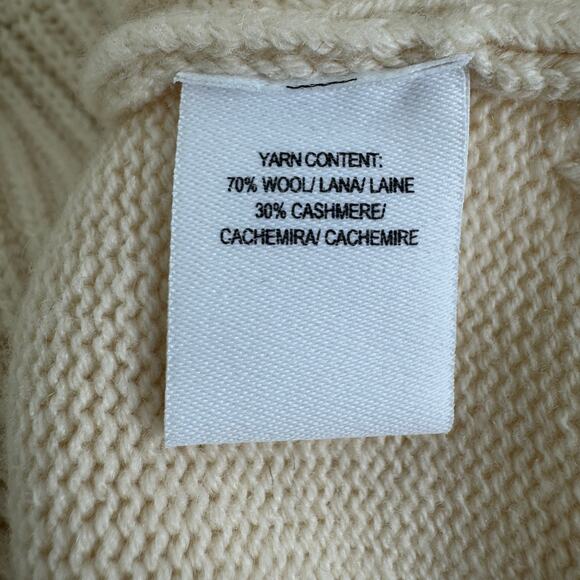 YARN CONTENT:
70% WOOL/ LANA/ LAINE
30% CASHMERE/
CACHEMIRA/ CACHEMIRE